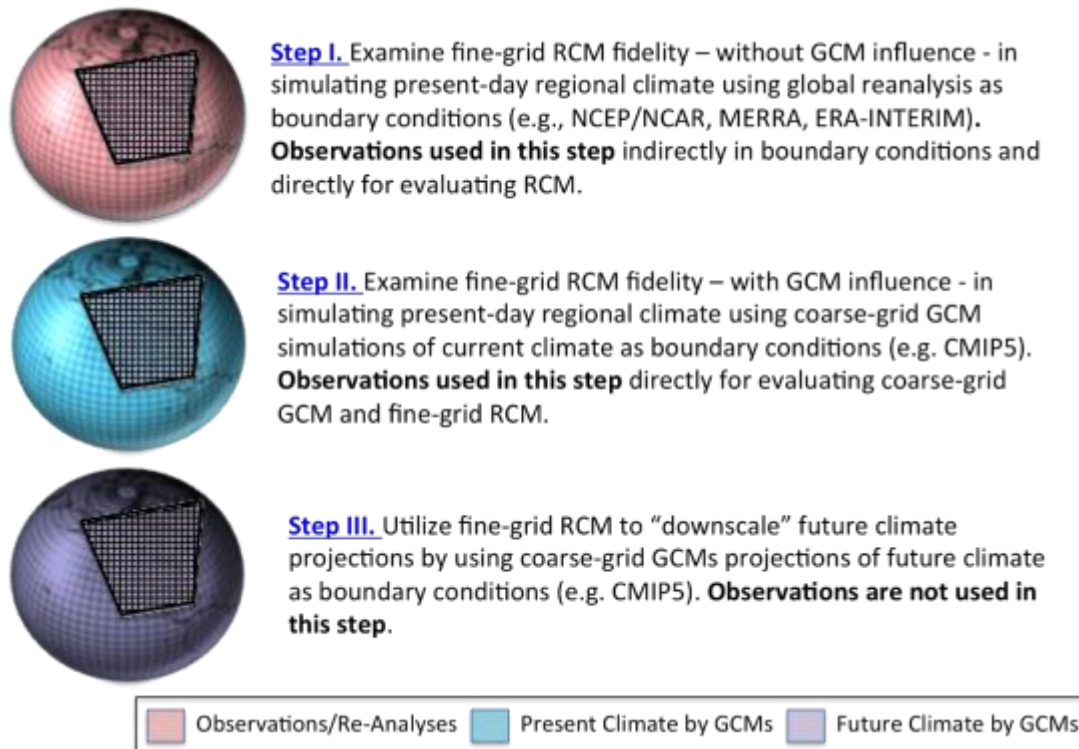 Step I. Examine fine-grid RCM fidelity – without GCM influence - in
simulating present-day regional climate using global reanalysis as
boundary conditions (e.g., NCEP/NCAR, MERRA, ERA-INTERIM).
Observations used in this step indirectly in boundary conditions and
directly for evaluating RCM.
Step II. Examine fine-grid RCM fidelity – with GCM influence - in
simulating present-day regional climate using coarse-grid GCM
simulations of current climate as boundary conditions (e.g. CMIP5).
Observations used in this step directly for evaluating coarse-grid
GCM and fine-grid RCM.
Step III. Utilize fine-grid RCM to “downscale” future climate
projections by using coarse-grid GCMs projections of future climate
as boundary conditions (e.g. CMIP5). Observations are not used in
this step.
Observations/Re-Analyses Present Climate by GCMs Future Climate by GCMs